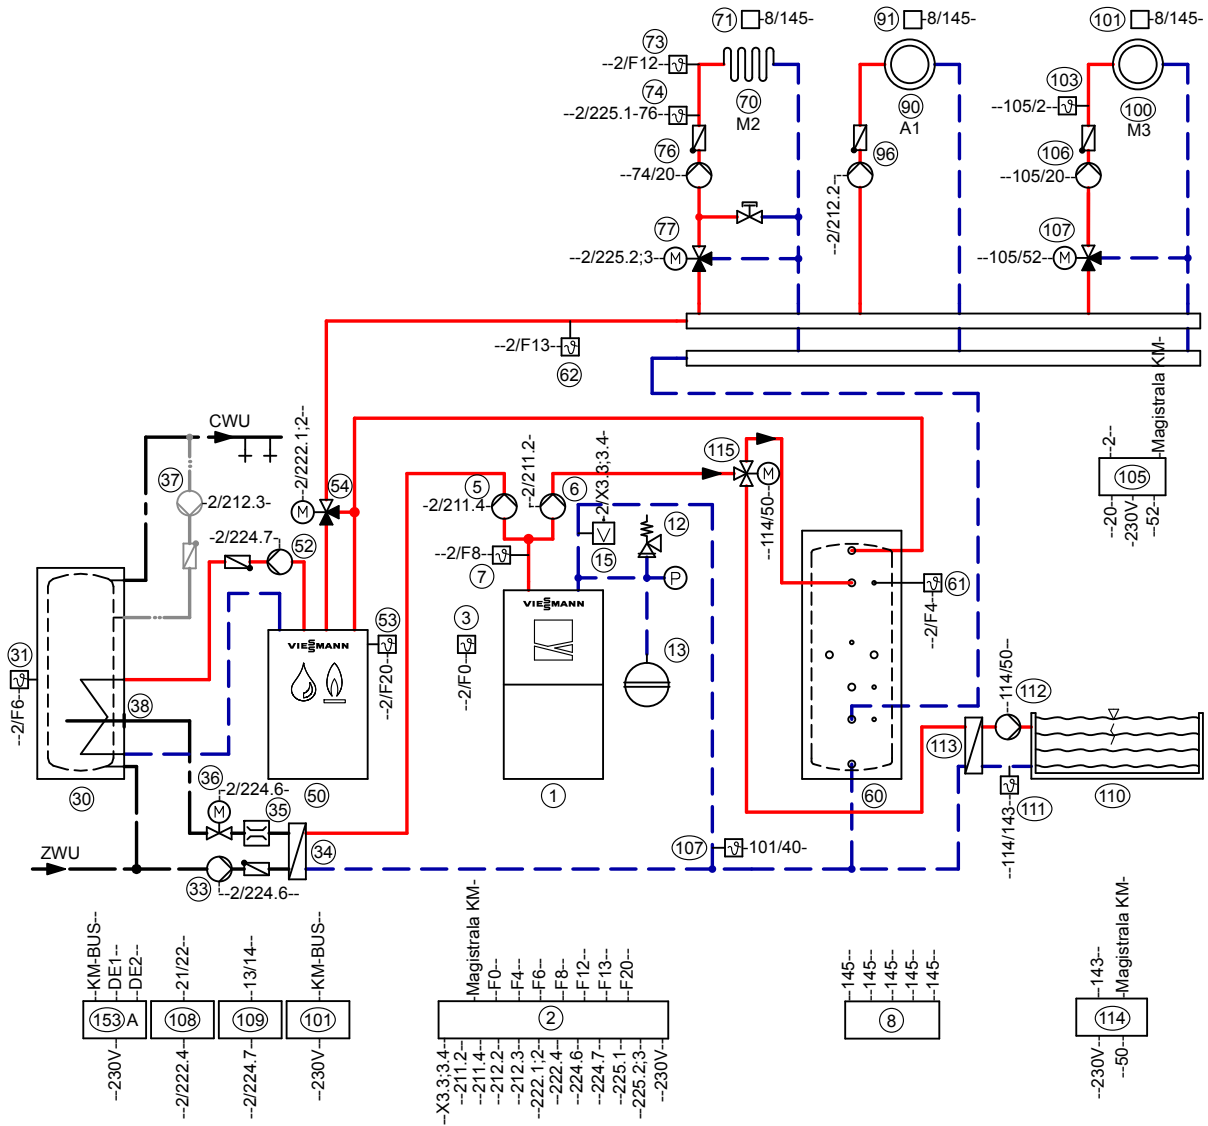 71 -8/145-
91 -8/145-
101 -8/145-
73
--2/F12--
74
--2/225.1-76--
70
M2
90
A1
103
--105/2--
100
M3
76
--74/20--
96
--2/212.2--
106
--105/20--
77
--2/225.2;3--
M
107
--105/52--
M
--2/F13--
62
CWU
37
-2/212.3-
--2/222.1;2--
54
M
5
-2/211.4-
-2/211.2-
6
-2/X3.3;3.4-
12
115
M
--114/50--
--Magistrala KM-
--2--
105
--20--
-230V--
--52--
-2/224.7-
52
--2/F8--
7
15
P
61
--2/F4--
31
--2/F6--
VIESMANN
53
--2/F20--
3
--2/F0--
VIESMANN
13
38
36
-2/224.6-
M
35
34
30
50
1
60
--114/50--
112
113
--114/143--
111
110
ZWU
33
--2/224.6--
107
-101/40-
--KM-BUS--
--DE1--
--DE2--
153 A
--230V--
--21/22--
108
--2/222.4
--13/14--
109
--2/224.7
--KM-BUS--
101
--230V--
--Magistrala KM-
--F0--
--F4--
--F6--
--F8--
--F12--
--F13--
--F20--
2
--X3.3;3.4--
--211.2--
--211.4--
--212.2--
--212.3--
--222.1;2--
--222.4--
--224.6--
--224.7--
--225.1--
--225.2;3--
--230V--
--145--
--145--
--145--
--145--
--145--
8
--143--
--Magistrala KM-
114
--230V--
--50--